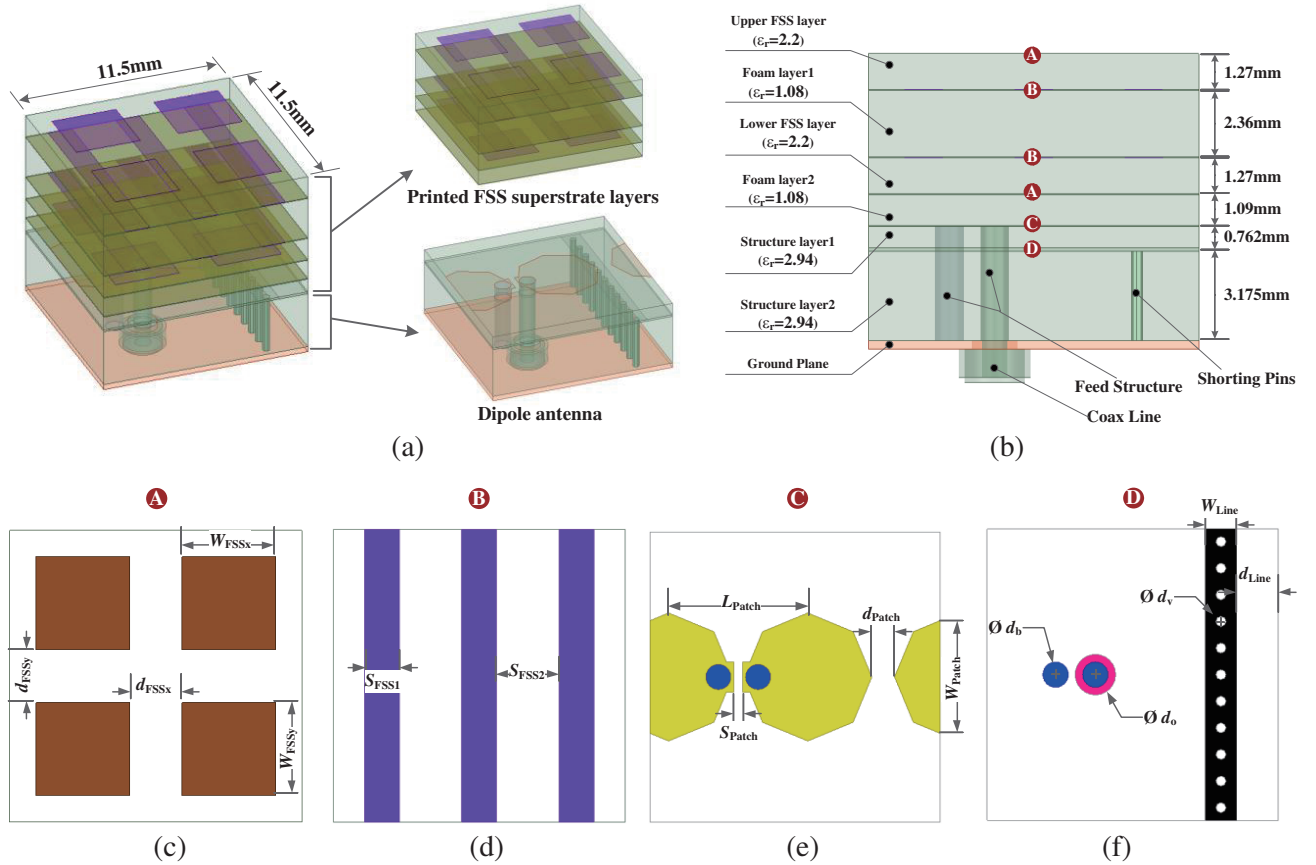 11.5mm
11.5mm
Printed FSS superstrate layers
Dipole antenna
(a)
Upper FSS layer
(εr=2.2)
Foam layer1
(εr=1.08)
Lower FSS layer
(εr=2.2)
Foam layer2
(εr=1.08)
Structure layer1
(εr=2.94)
Structure layer2
(εr=2.94)
Ground Plane
A
B
B
A
C
D
1.27mm
2.36mm
1.27mm
1.09mm
0.762mm
3.175mm
Feed Structure
Shorting Pins
Coax Line
(b)
A
WFSSx
dFSSy
dFSSx
WFSSy
(c)
B
SFSS1
SFSS2
(d)
C
LPatch
dPatch
WPatch
SPatch
(e)
D
WLine
dLine
Ø dv
Ø db
Ø do
(f)